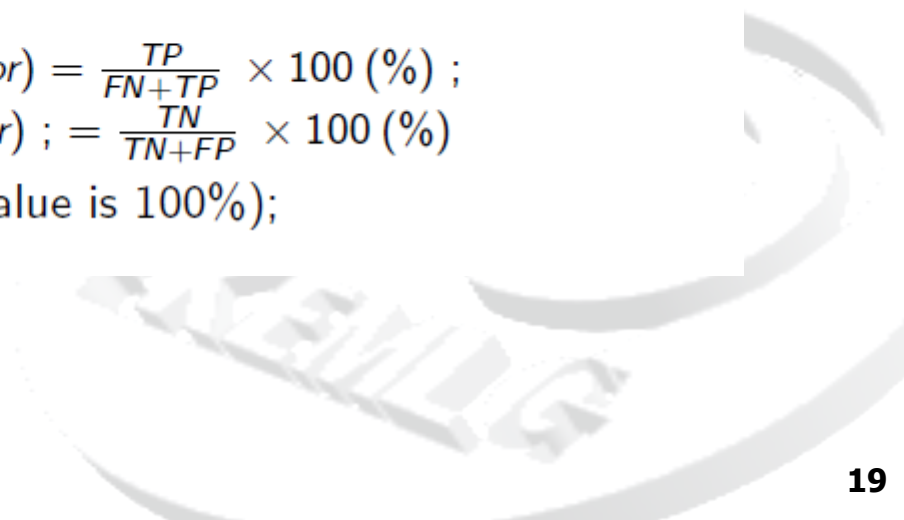 or) = TP/FN+TP × 100 (%) ;
r) ; = TN/TN+FP × 100 (%)
alue is 100%);
19